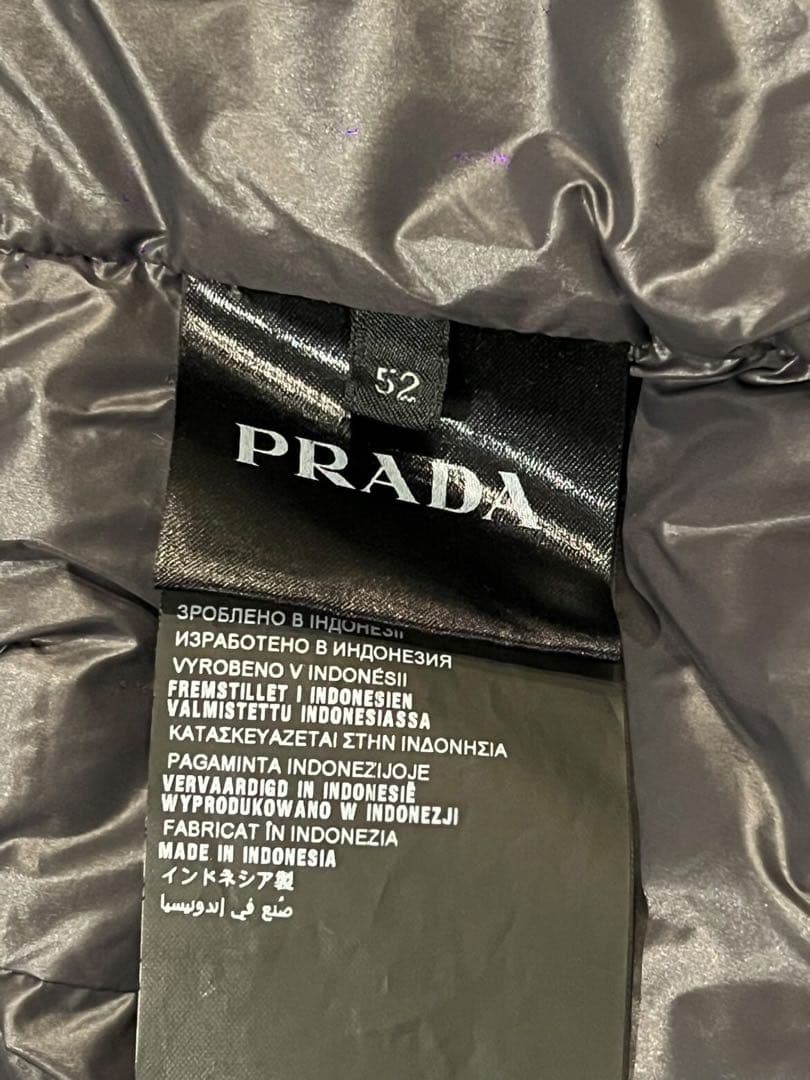 52
PRADA
ЗРОБЛЕНО В ІНДОНЕЗІЇ
ИЗРАБОТЕНО В ИНДОНЕЗИЯ
VYROBENO V INDONÉSII
FREMSTILLET I INDONESIEN
VALMISTETTU INDONESIASSA
ΚΑΤΑΣΚΕΥΑΖΕΤΑΙ ΣΤΗΝ ΙΝΔΟΝΗΣΙΑ
PAGAMINTA INDONEZIJOJE
VERVAARDIGD IN INDONESIË
WYPRODUKOWANO W INDONEZJI
FABRICAT ÎN INDONEZIA
MADE IN INDONESIA
インドネシア製
صُنع في إندونيسيا